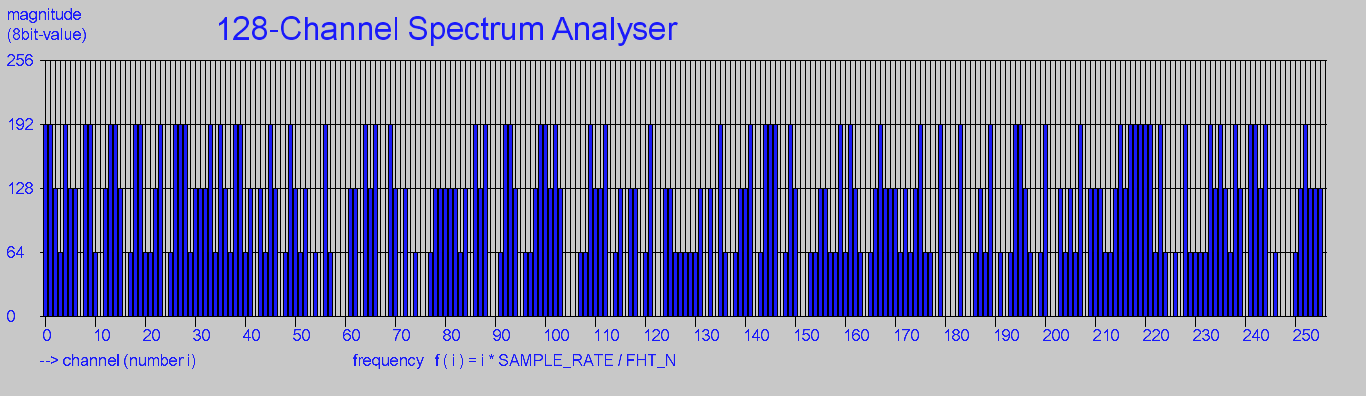 magnitude
(8bit-value)
128-Channel Spectrum Analyser
256
192
128
64
0
0 10 20 30 40 50 60 70 80 90 100 110 120 130 140 150 160 170 180 190 200 210 220 230 240 250
--> channel (number i)
frequency f ( i ) = i * SAMPLE_RATE / FHT_N